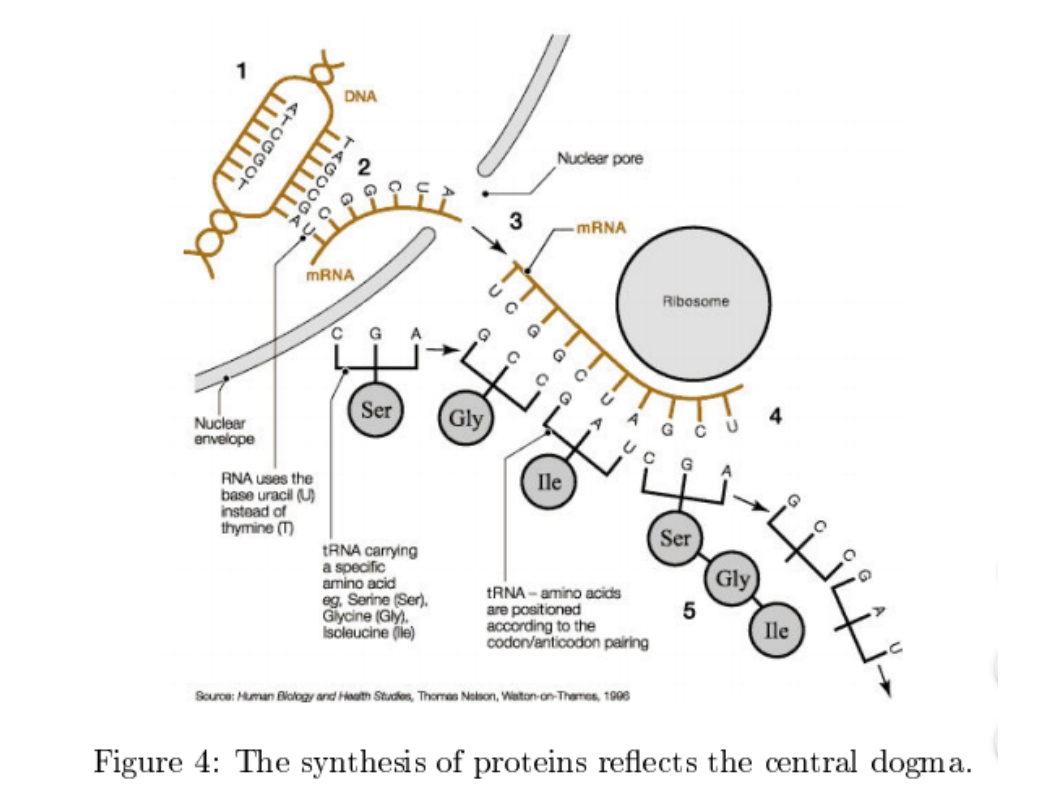 1
DNA
A
T
C
G
G
C
T
T
A
G
C
C
G
A
2
U
C
G
G
C
U
A
mRNA
Nuclear pore
3
mRNA
Ribosome
U
C
G
G
C
U
A
G
C
U
4
C G A
Ser
G
C
C
Gly
G
A
U
Ile
C G A
Ser
Gly
Ile
5
G
C
C
G
A
U
Nuclear
envelope
RNA uses the
base uracil (U)
instead of
thymine (T)
tRNA carrying
a specific
amino acid
eg, Serine (Ser),
Glycine (Gly),
Isoleucine (Ile)
tRNA – amino acids
are positioned
according to the
codon/anticodon pairing
Source: Human Biology and Health Studies, Thomas Nelson, Walton-on-Thames, 1996
Figure 4: The synthesis of proteins reflects the central dogma.